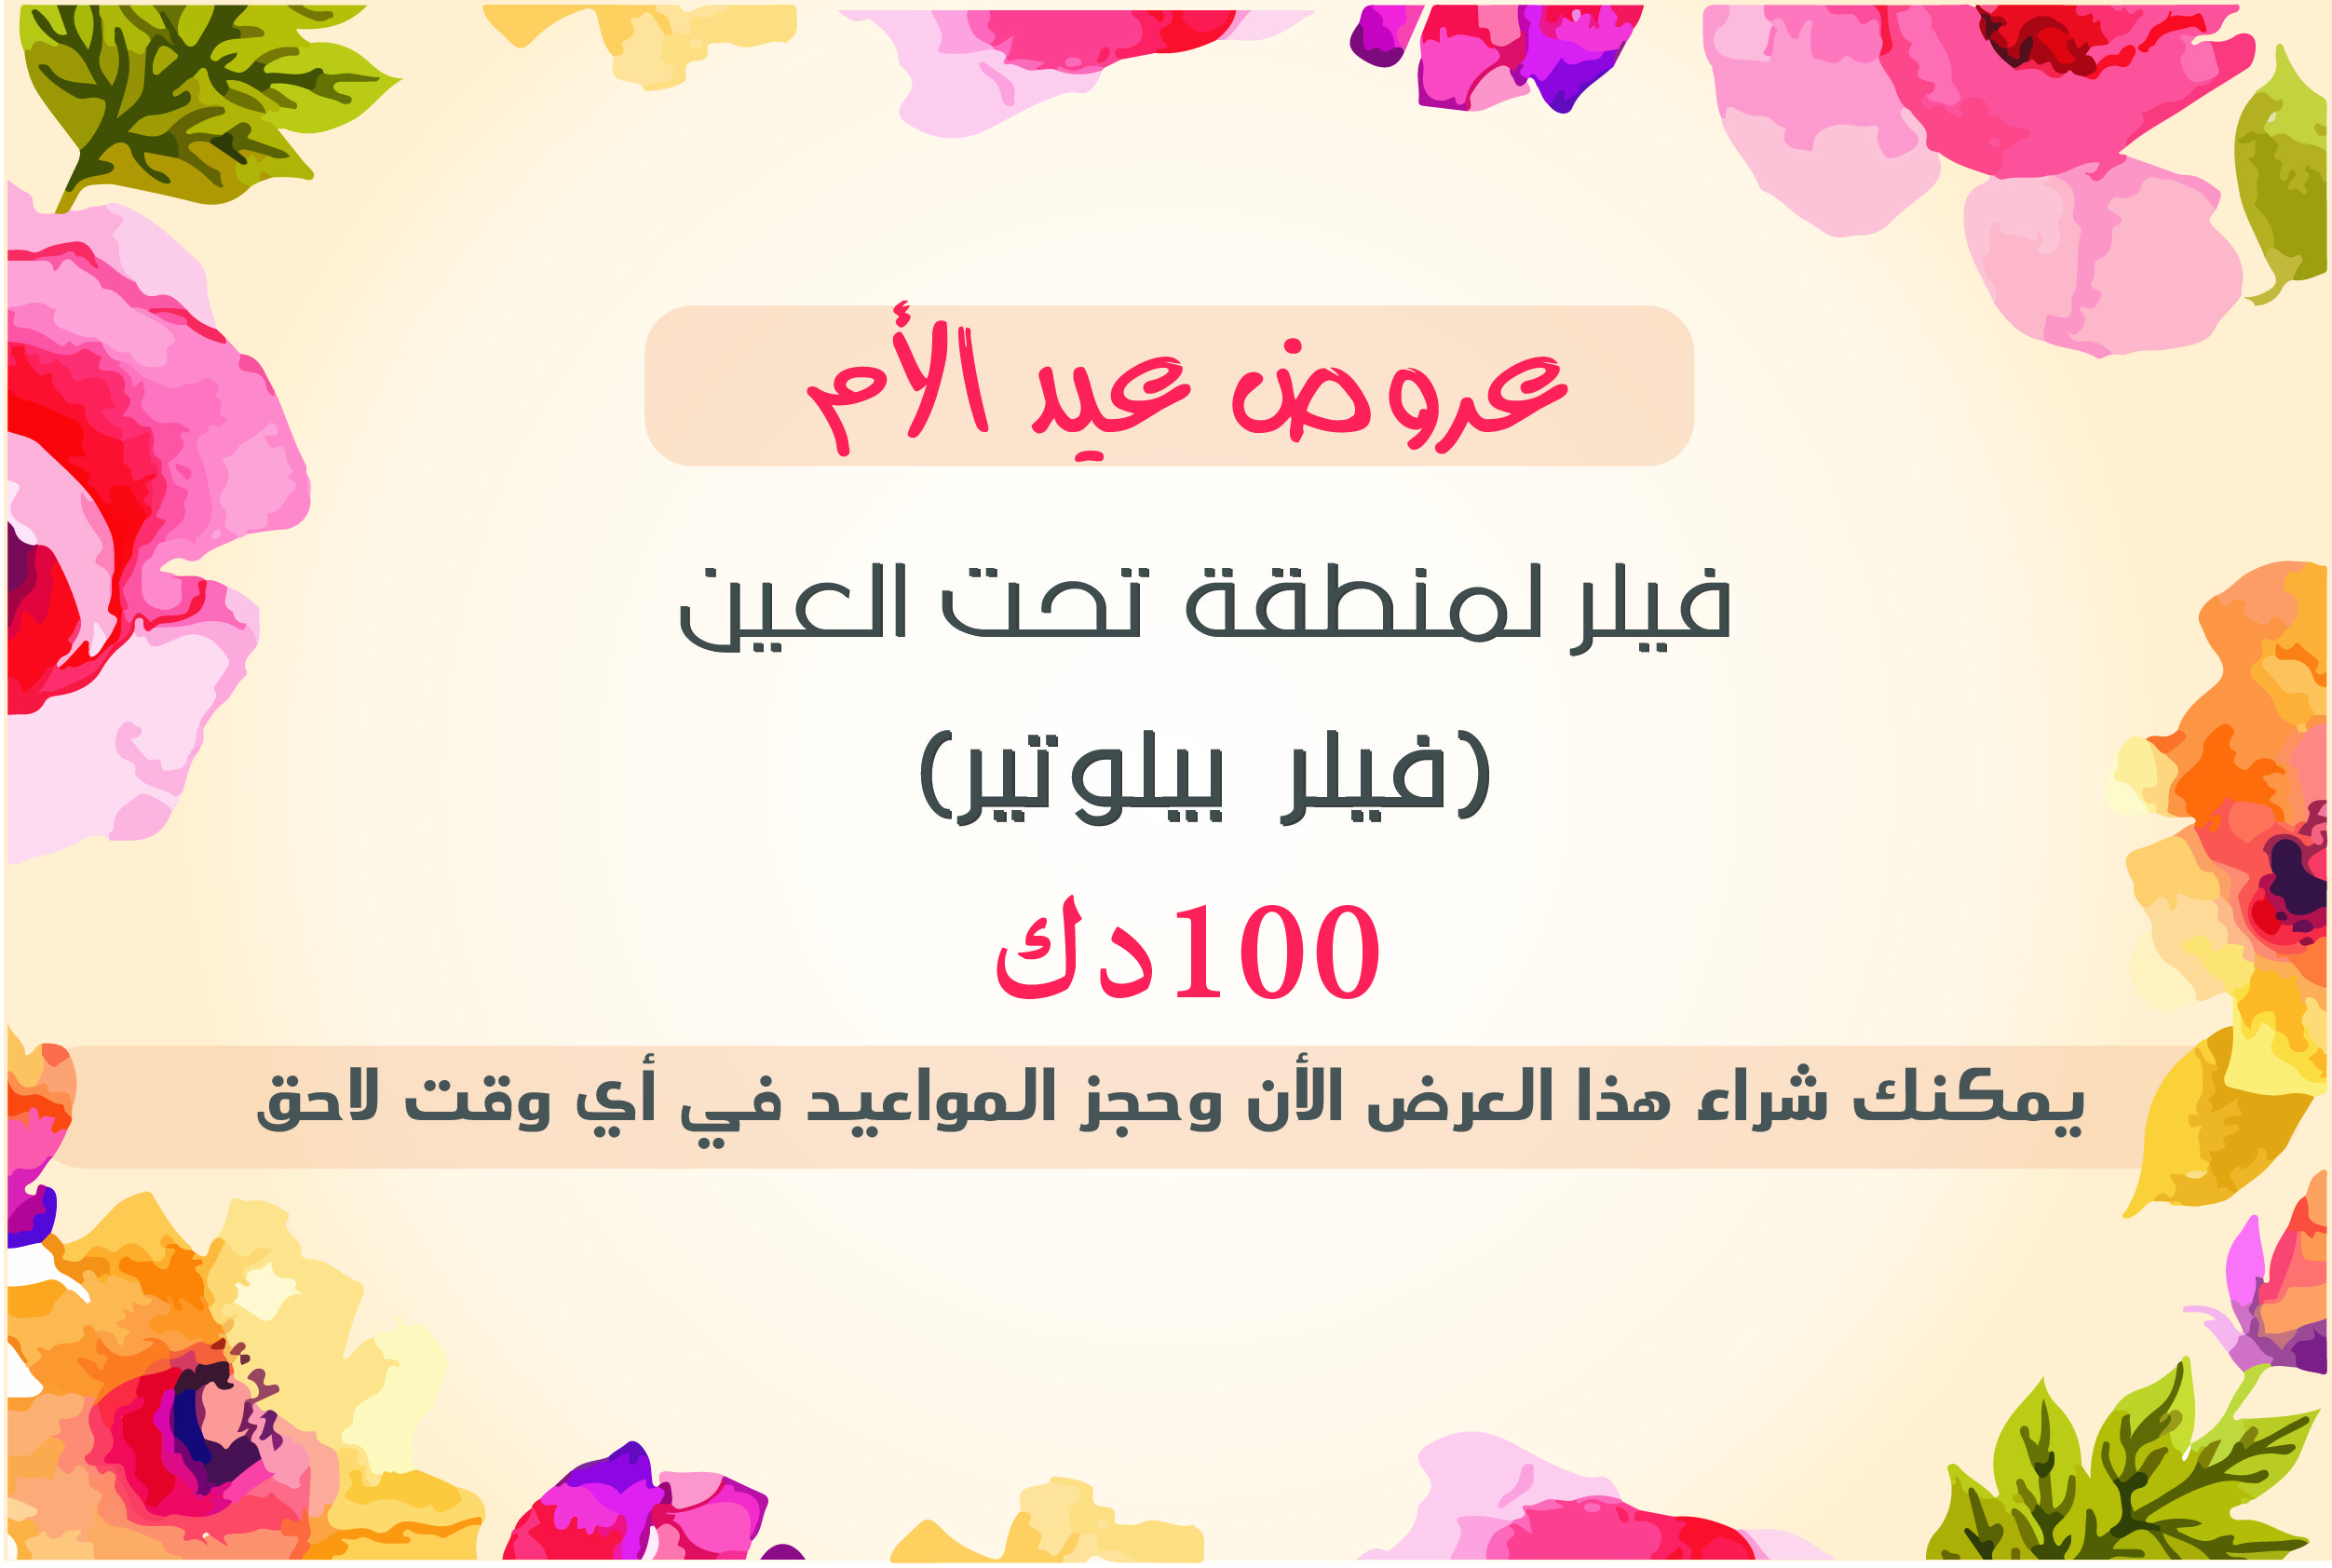 عروض عيد الأم
فيلر لمنطقة تحت العين
(فيلر بيلوتير)
100دك
يمكنك شراء هذا العرض الأن وحجز المواعيد في أي وقت لاحق